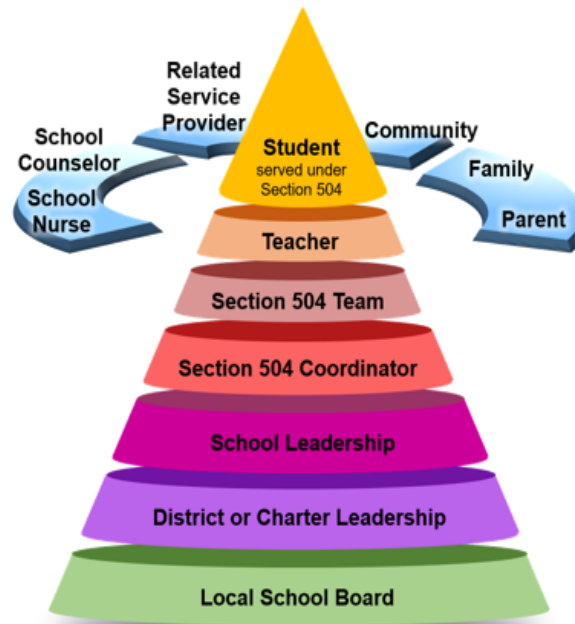 Related
Service
Provider
School
Counselor
School
Nurse
Student
served under
Section 504
Community
Family
Parent
Teacher
Section 504 Team
Section 504 Coordinator
School Leadership
District or Charter Leadership
Local School Board